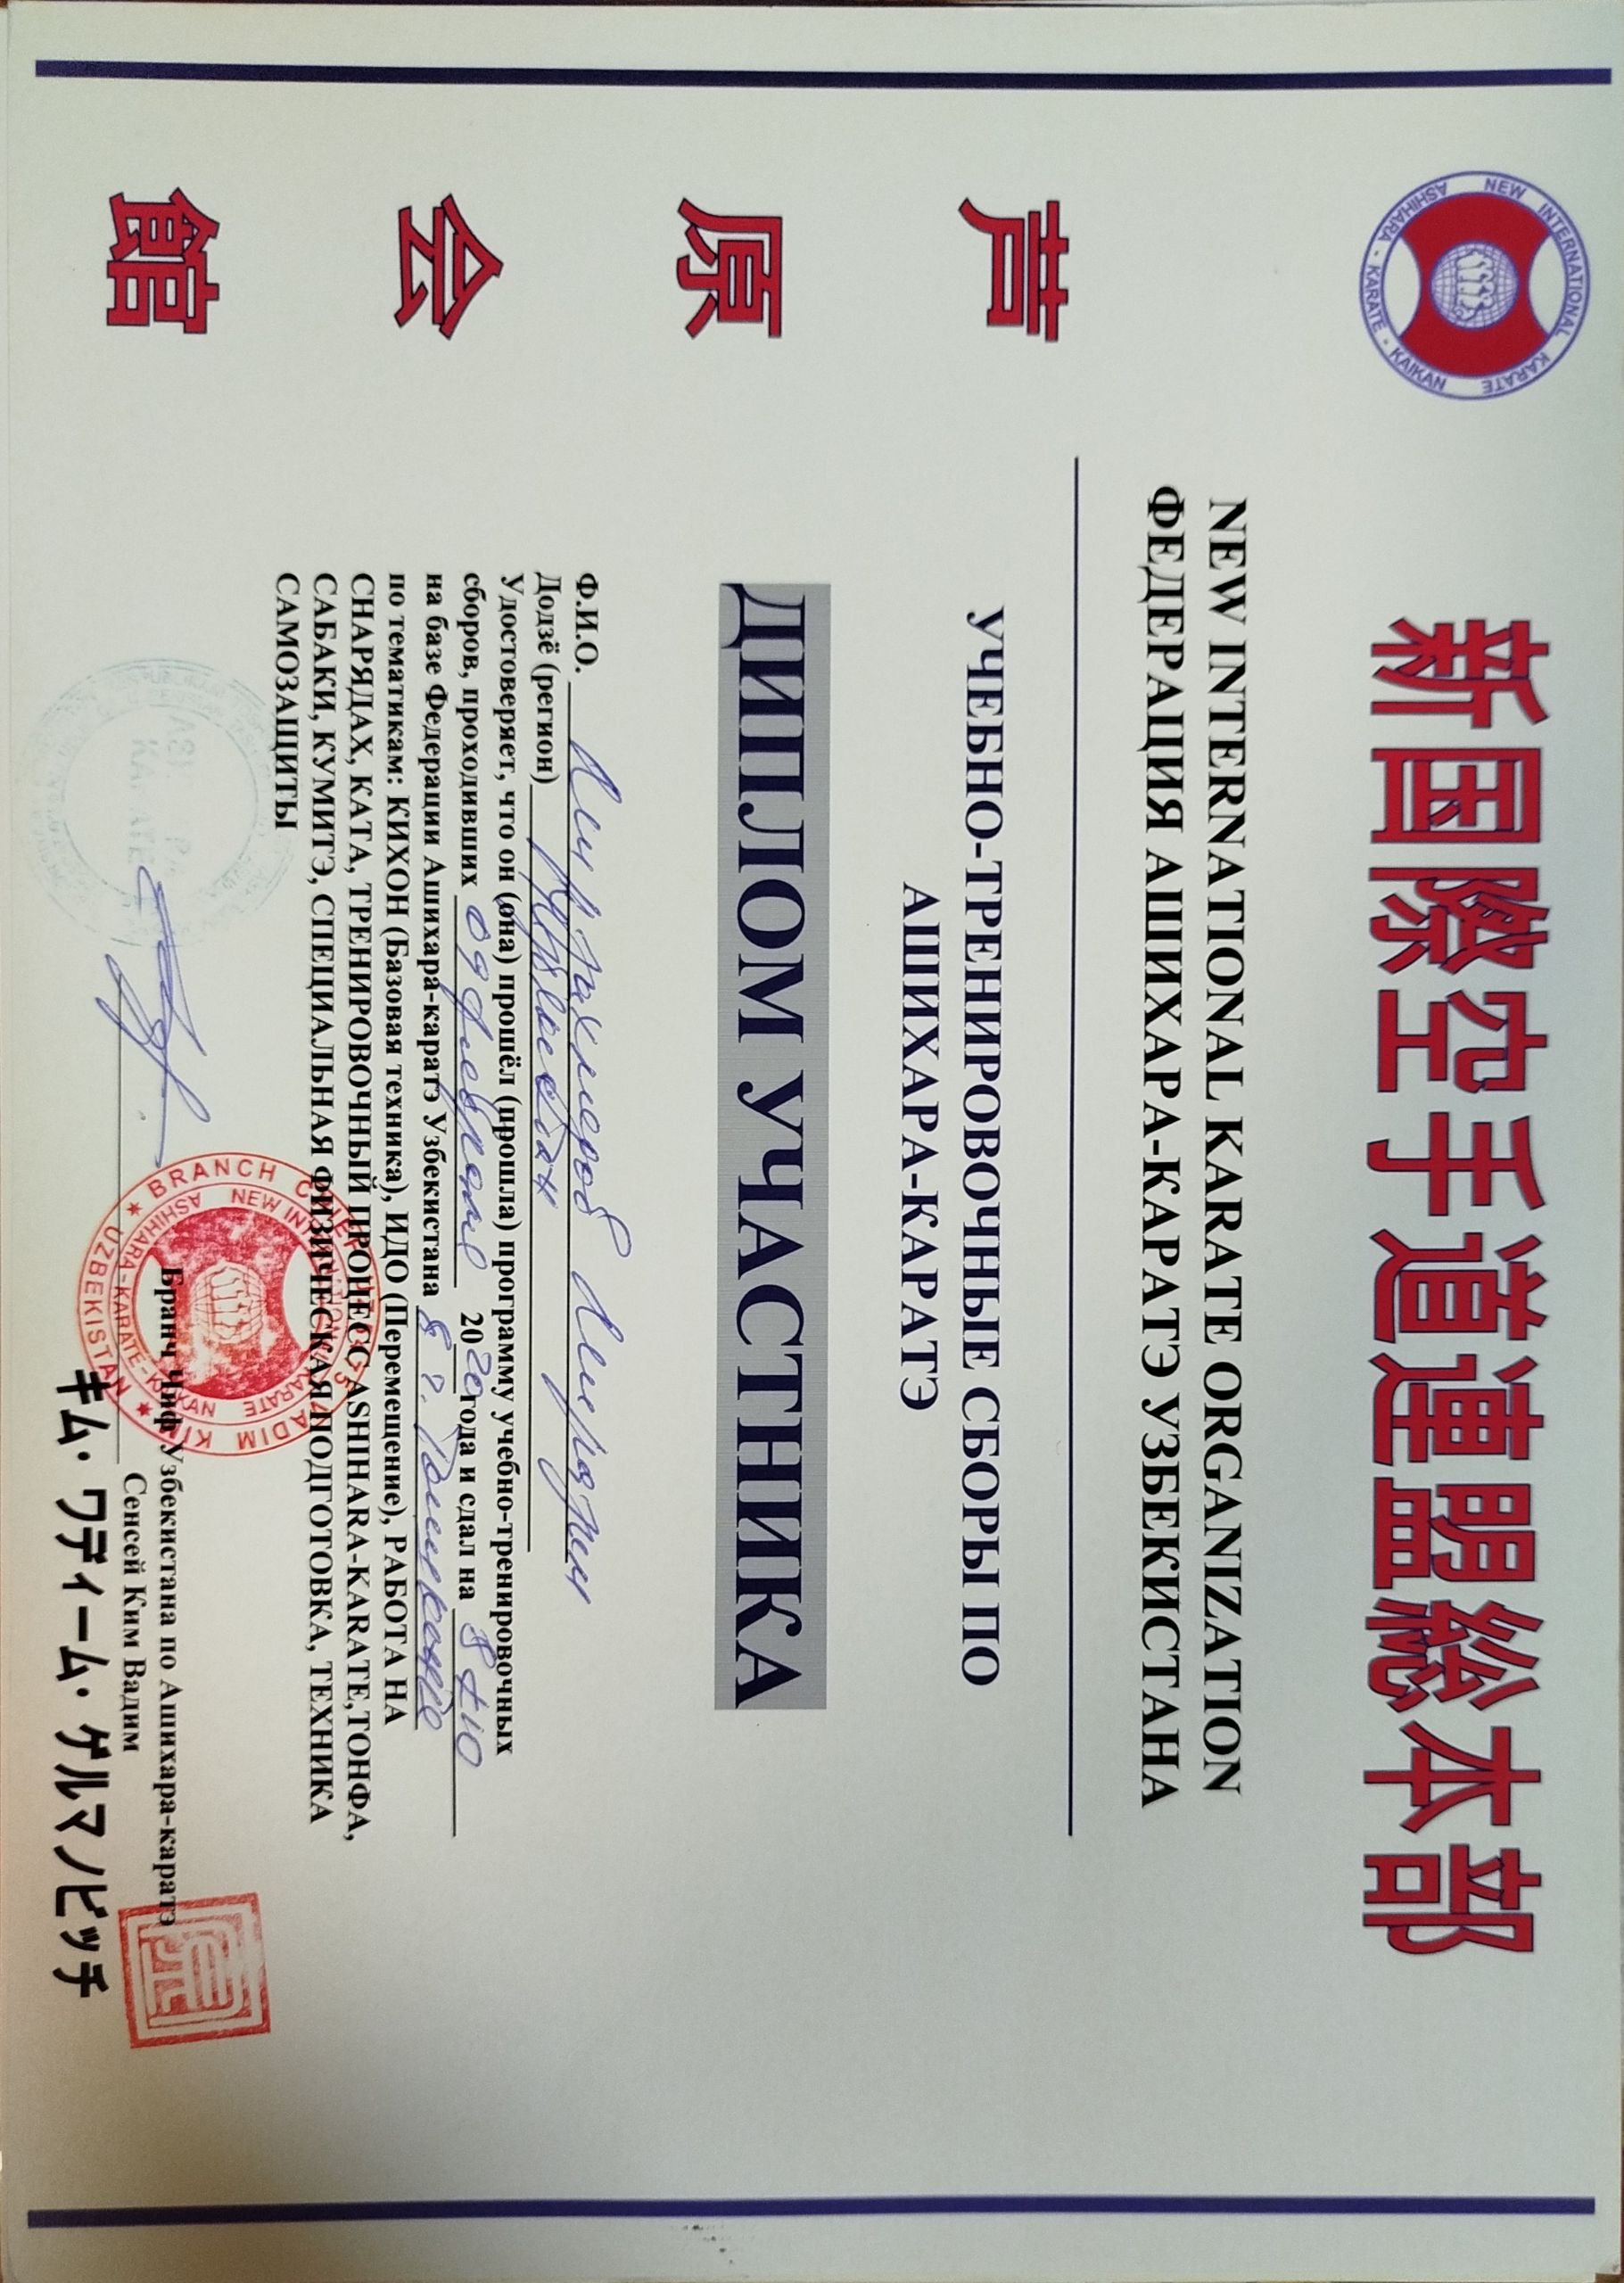 新国際空手道連盟総本部
NEW INTERNATIONAL KARATE
ASHIHARA - KARATE - KAIKAN
NEW INTERNATIONAL KARATE ORGANIZATION
ФЕДЕРАЦИЯ АШИХАРА-КАРАТЭ УЗБЕКИСТАНА
芦
原
会
館
УЧЕБНО-ТРЕНИРОВОЧНЫЕ СБОРЫ ПО
АШИХАРА-КАРАТЭ
ДИПЛОМ УЧАСТНИКА
Ф.И.О.
Додзё (регион) Узбекистан
Удостоверяет, что он (она) прошёл (прошла) программу учебно-тренировочных
сборов, проходивших 09 февраля 2020 года и сдал на 8 кю
на базе Федерации Ашихара-каратэ Узбекистана в г. Ташкенте
по тематикам: КИХОН (Базовая техника), ИДО (Перемещение), РАБОТА НА
СНАРЯДАХ, КАТА, ТРЕНИРОВОЧНЫЙ ПРОЦЕСС ASHIHARA-KARATE,ТОНФА,
САБАКИ, КУМИТЭ, СПЕЦИАЛЬНАЯ ФИЗИЧЕСКАЯ ПОДГОТОВКА, ТЕХНИКА
САМОЗАЩИТЫ
BRANCH CHIEF
VADIM KIM
UZBEKISTAN
NEW INTERNATIONAL KARATE
ASHIHARA-KARATE-KAIKAN
Бранч Чиф Узбекистана по Ашихара-каратэ
Сенсей Ким Вадим
キム・ワディーム・ゲルマノビッチ